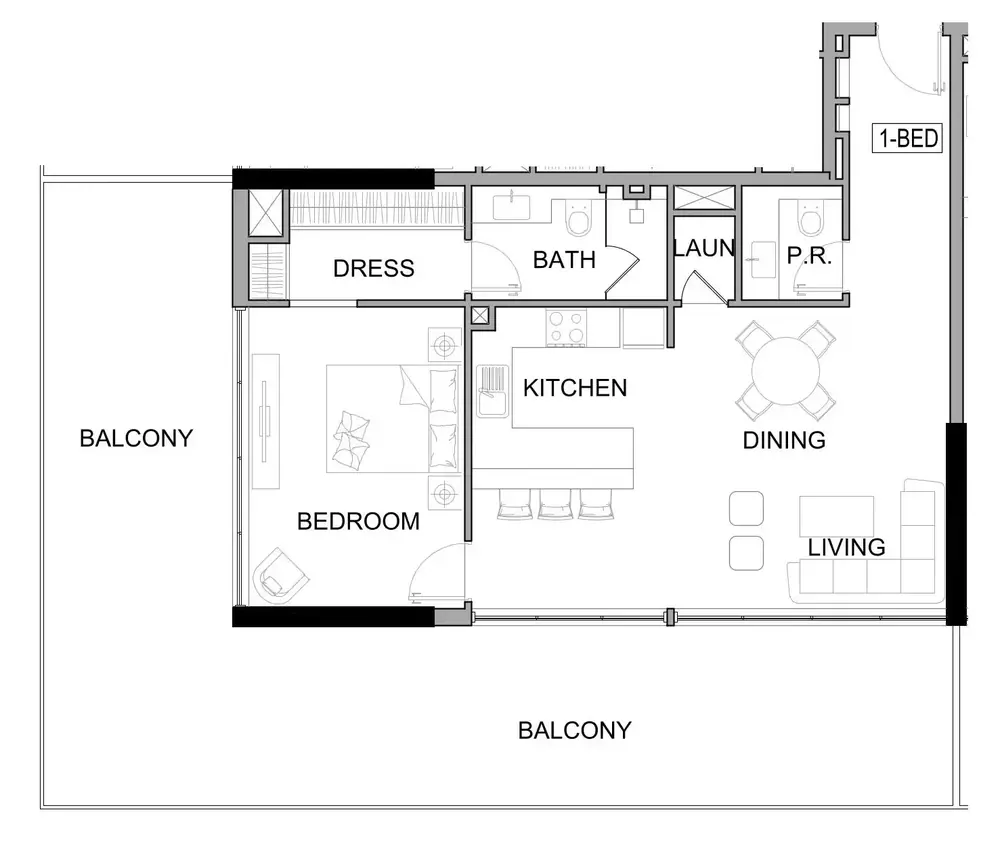 1-BED
LAUN
P.R.
BATH
DRESS
KITCHEN
BALCONY
DINING
BEDROOM
LIVING
BALCONY